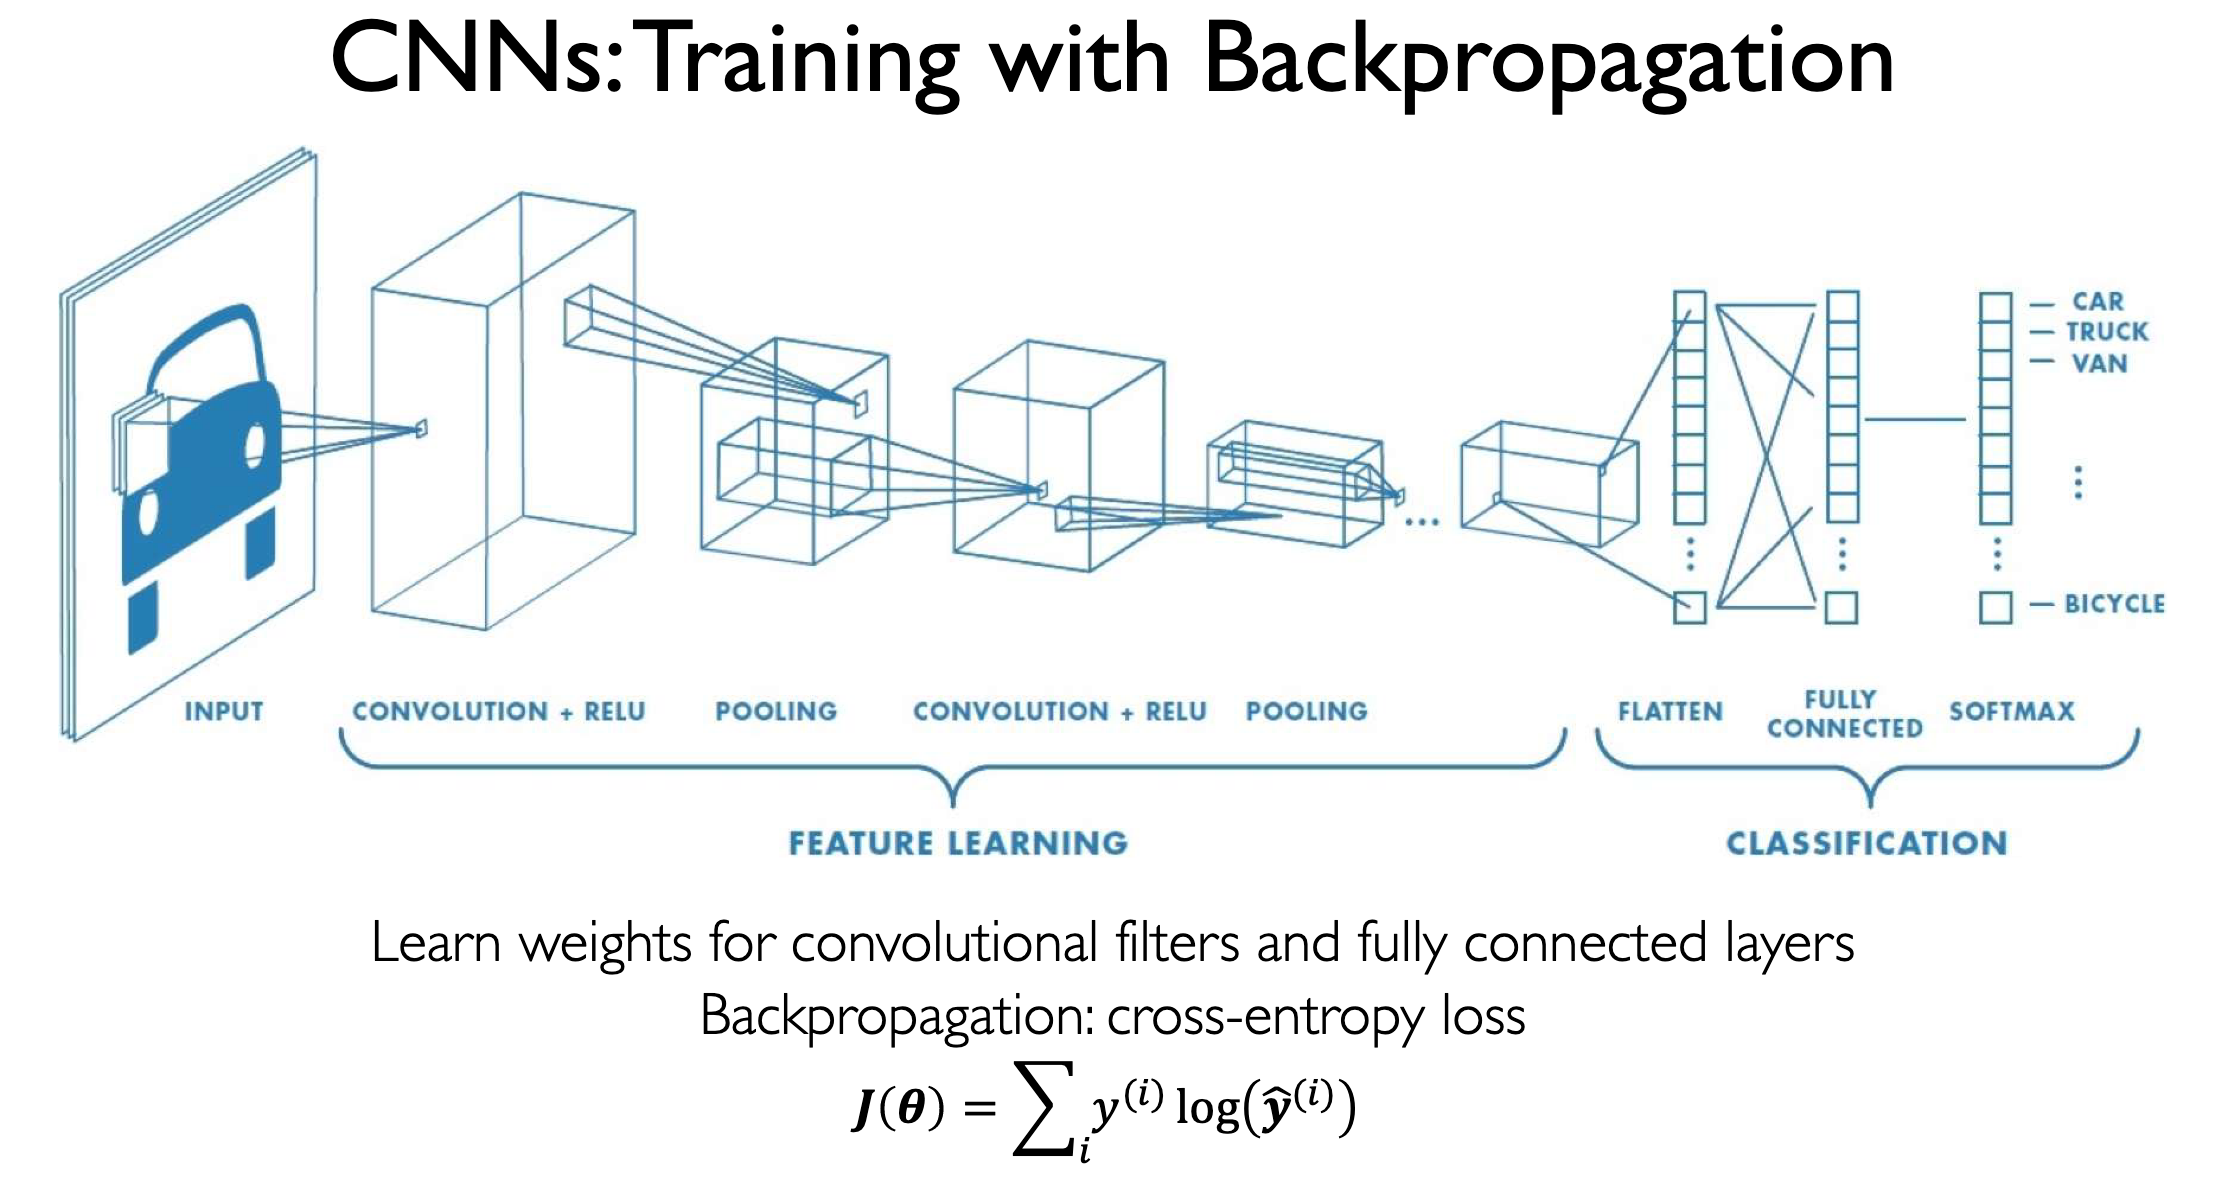 CNNs: Training with Backpropagation
CAR
TRUCK
VAN
BICYCLE
INPUT
CONVOLUTION + RELU
POOLING
CONVOLUTION + RELU
POOLING
FLATTEN
FULLY
CONNECTED
SOFTMAX
FEATURE LEARNING
CLASSIFICATION
Learn weights for convolutional filters and fully connected layers
Backpropagation: cross-entropy loss
J(θ) = ∑ᵢ y⁽ⁱ⁾ log(ŷ⁽ⁱ⁾)